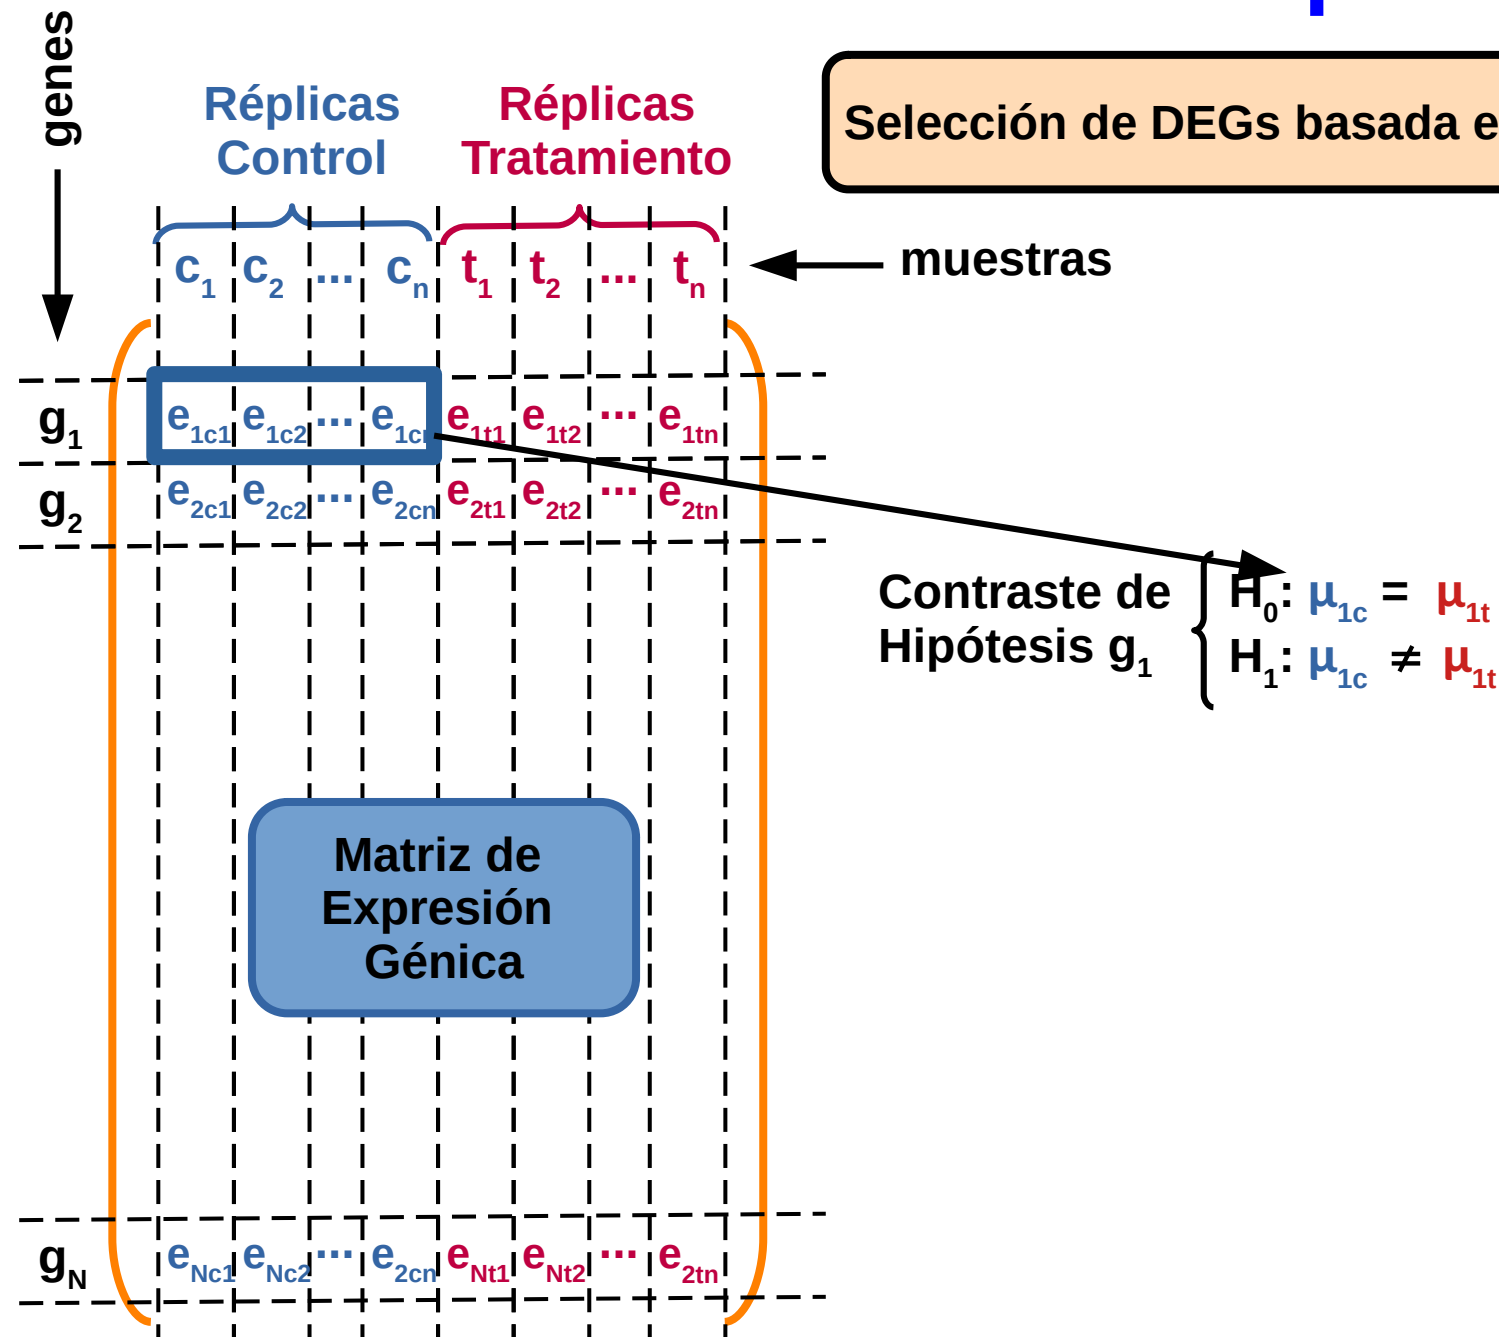 genes
Selección de DEGs basada e
Réplicas Control
Réplicas Tratamiento
c1 c2 ... cn t1 t2 ... tn
muestras
g1 e1c1 e1c2 ... e1cn e1t1 e1t2 ... e1tn
g2 e2c1 e2c2 ... e2cn e2t1 e2t2 ... e2tn
Contraste de
Hipótesis g1
H0: μ1c = μ1t
H1: μ1c ≠ μ1t
Matriz de
Expresión
Génica
gN eNc1 eNc2 ... e2cn eNt1 eNt2 ... e2tn